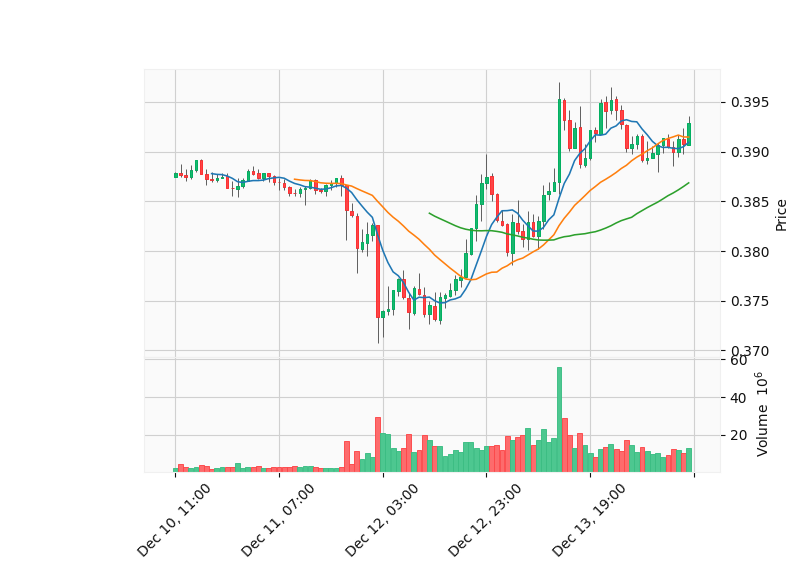 0.395
0.390
0.385
0.380
0.375
0.370
Price
Price
60
40
20
Volume 10^6
Dec 10, 11:00
Dec 11, 07:00
Dec 12, 03:00
Dec 12, 23:00
Dec 13, 19:00